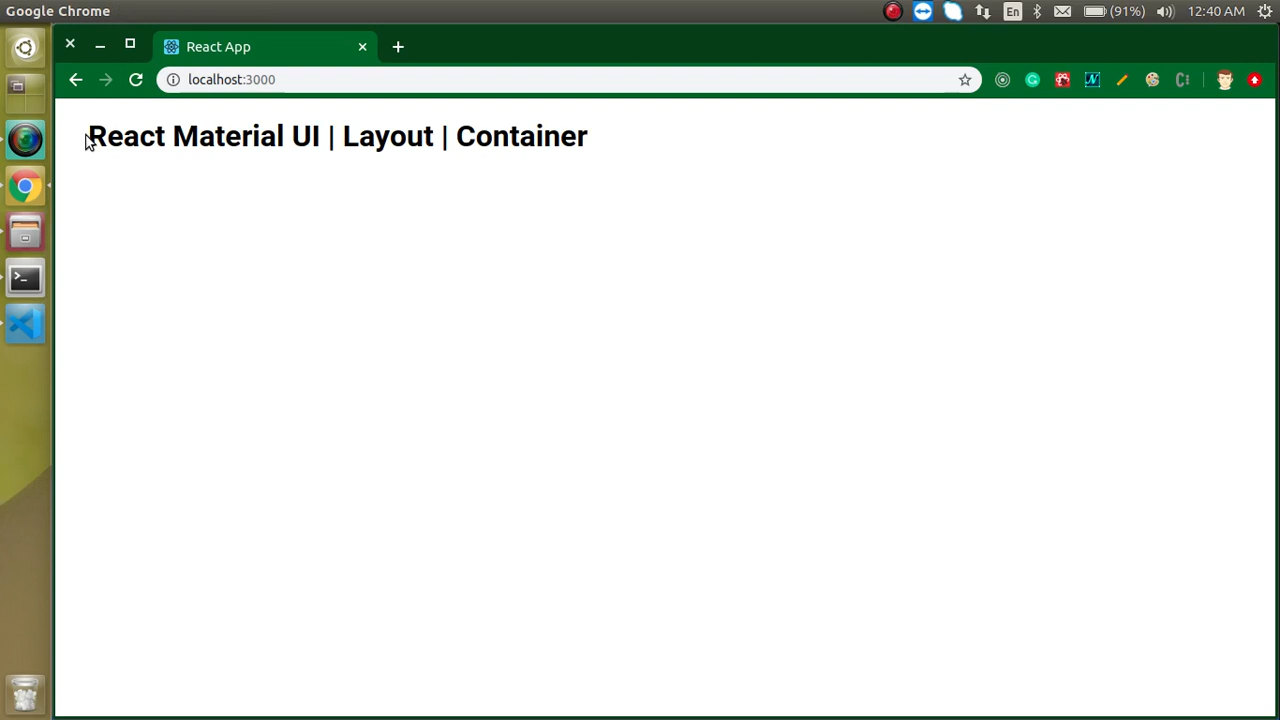 Google Chrome
En
(91%)
12:40 AM
React App
localhost:3000
React Material UI | Layout | Container